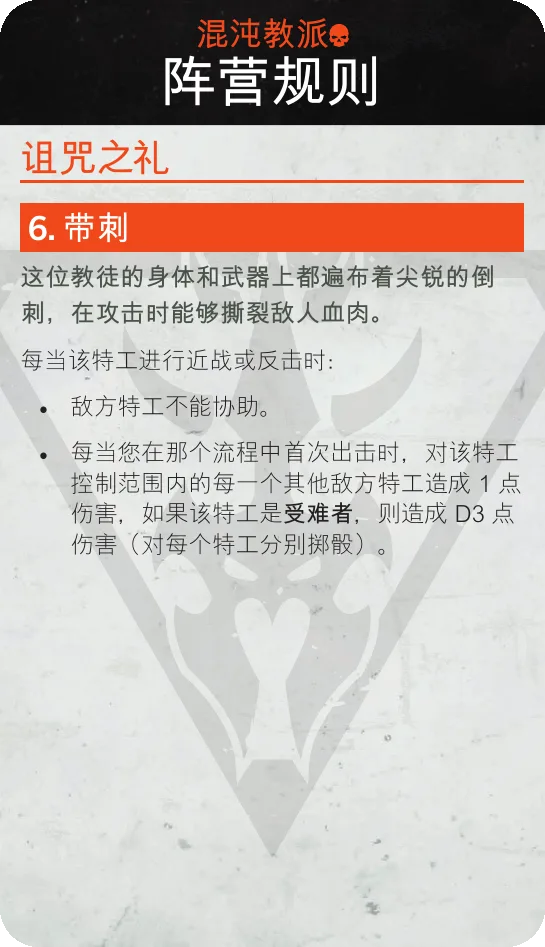 混沌教派
阵营规则
诅咒之礼
6. 带刺
这位教徒的身体和武器上都遍布着尖锐的倒
刺，在攻击时能够撕裂敌人血肉。
每当该特工进行近战或反击时:
• 敌方特工不能协助。
• 每当您在那个流程中首次出击时，对该特工
控制范围内的每一个其他敌方特工造成 1 点
伤害，如果该特工是受难者，则造成 D3 点
伤害（对每个特工分别掷骰）。